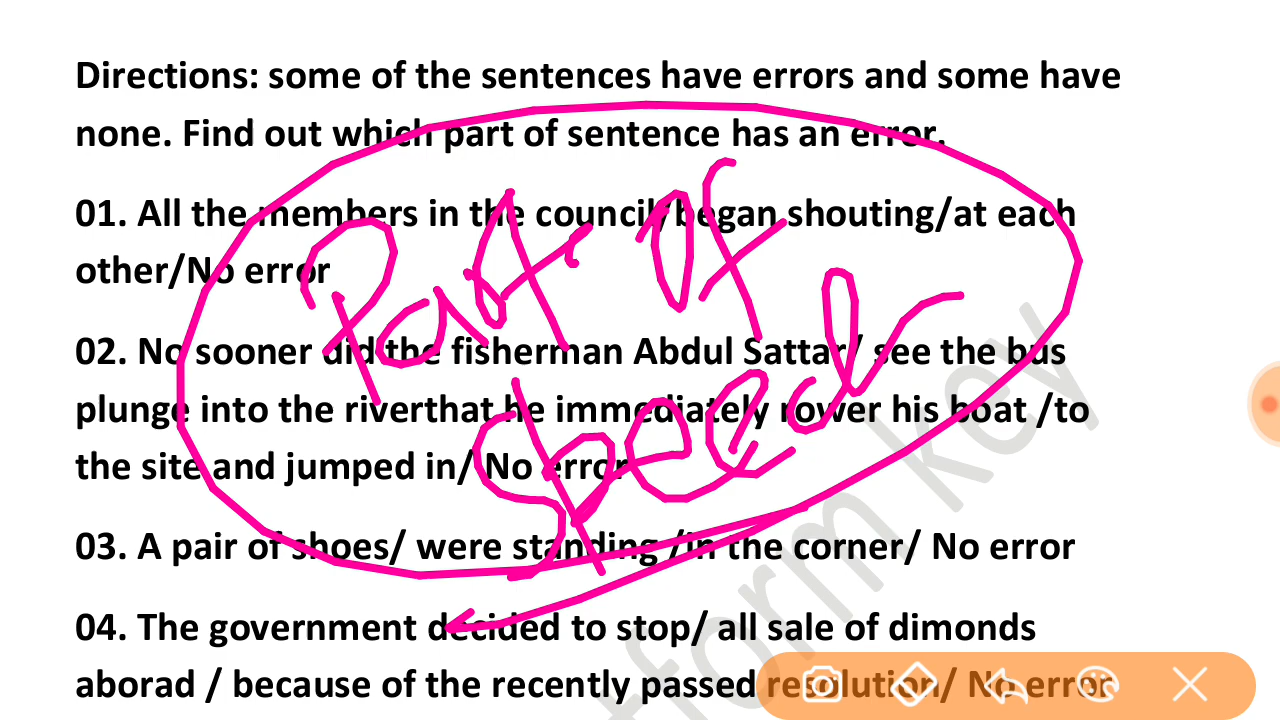 Directions: some of the sentences have errors and some have
none. Find out which part of sentence has an error.
01. All the members in the council/began shouting/at each
other/No error
02. No sooner did the fisherman Abdul Sattar/ see the bus
plunge into the riverthat he immediately rower his boat /to
the site and jumped in/ No error
03. A pair of shoes/ were standing /in the corner/ No error
04. The government decided to stop/ all sale of dimonds
aborad / because of the recently passed resolution/ No error
Part Of
form key